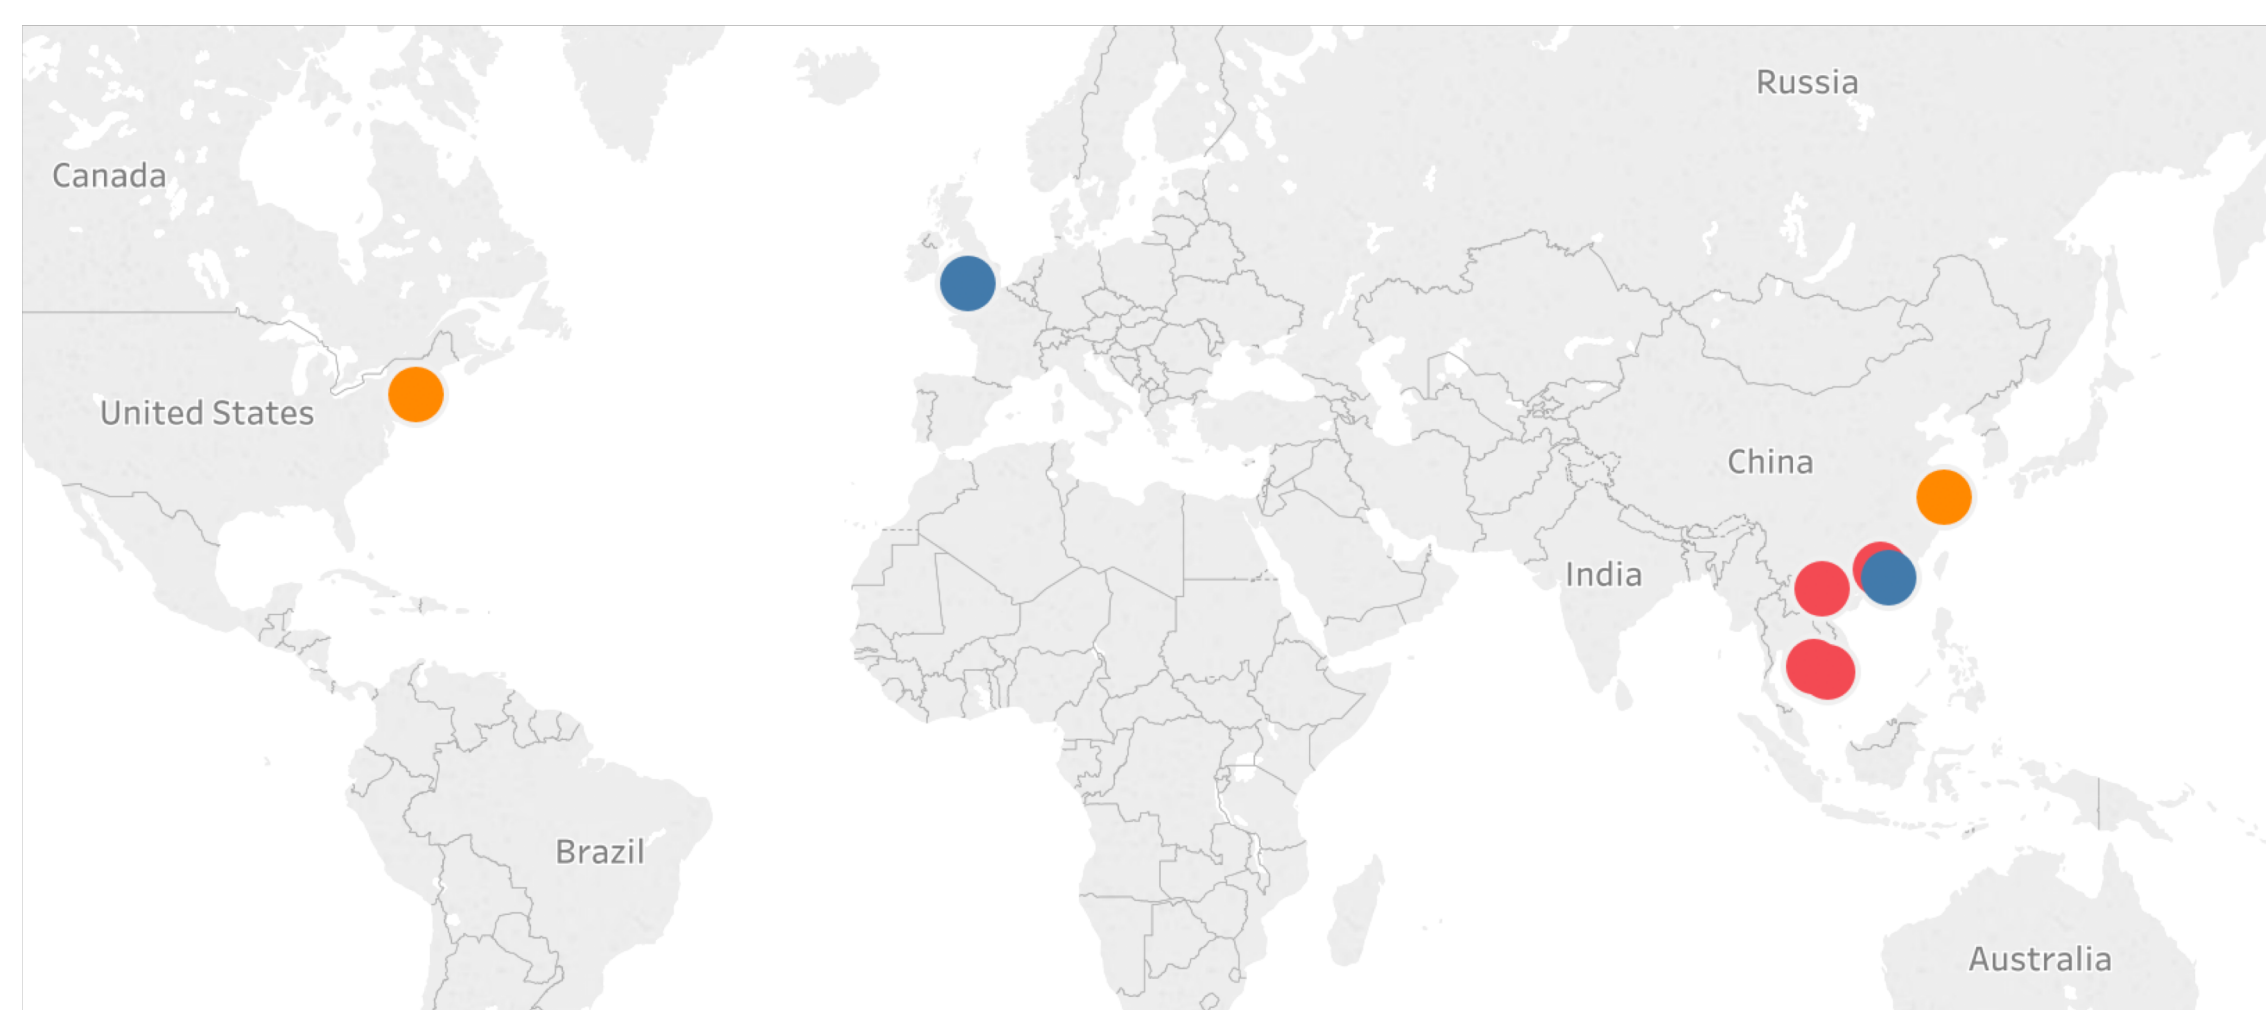 Russia
Canada
United States
China
India
Brazil
Australia